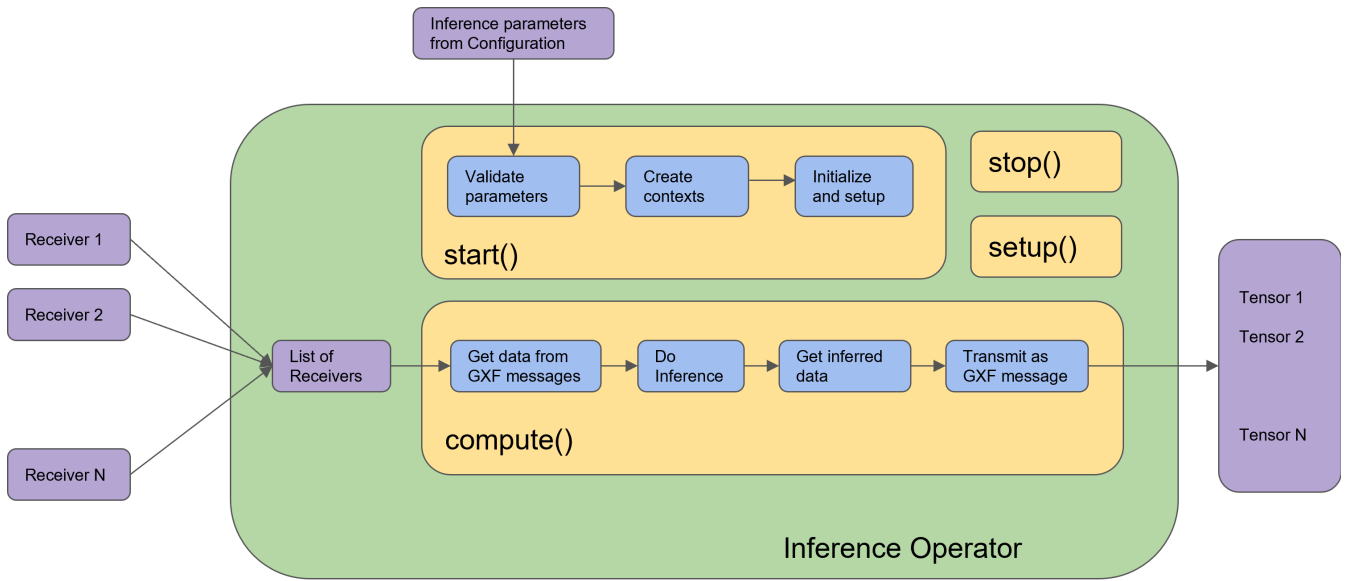 Inference parameters
from Configuration
Validate
parameters
Create
contexts
Initialize
and setup
start()
stop()
setup()
Receiver 1
Receiver 2
Receiver N
List of
Receivers
Get data from
GXF messages
Do
Inference
Get inferred
data
Transmit as
GXF message
compute()
Tensor 1
Tensor 2
Tensor N
Inference Operator